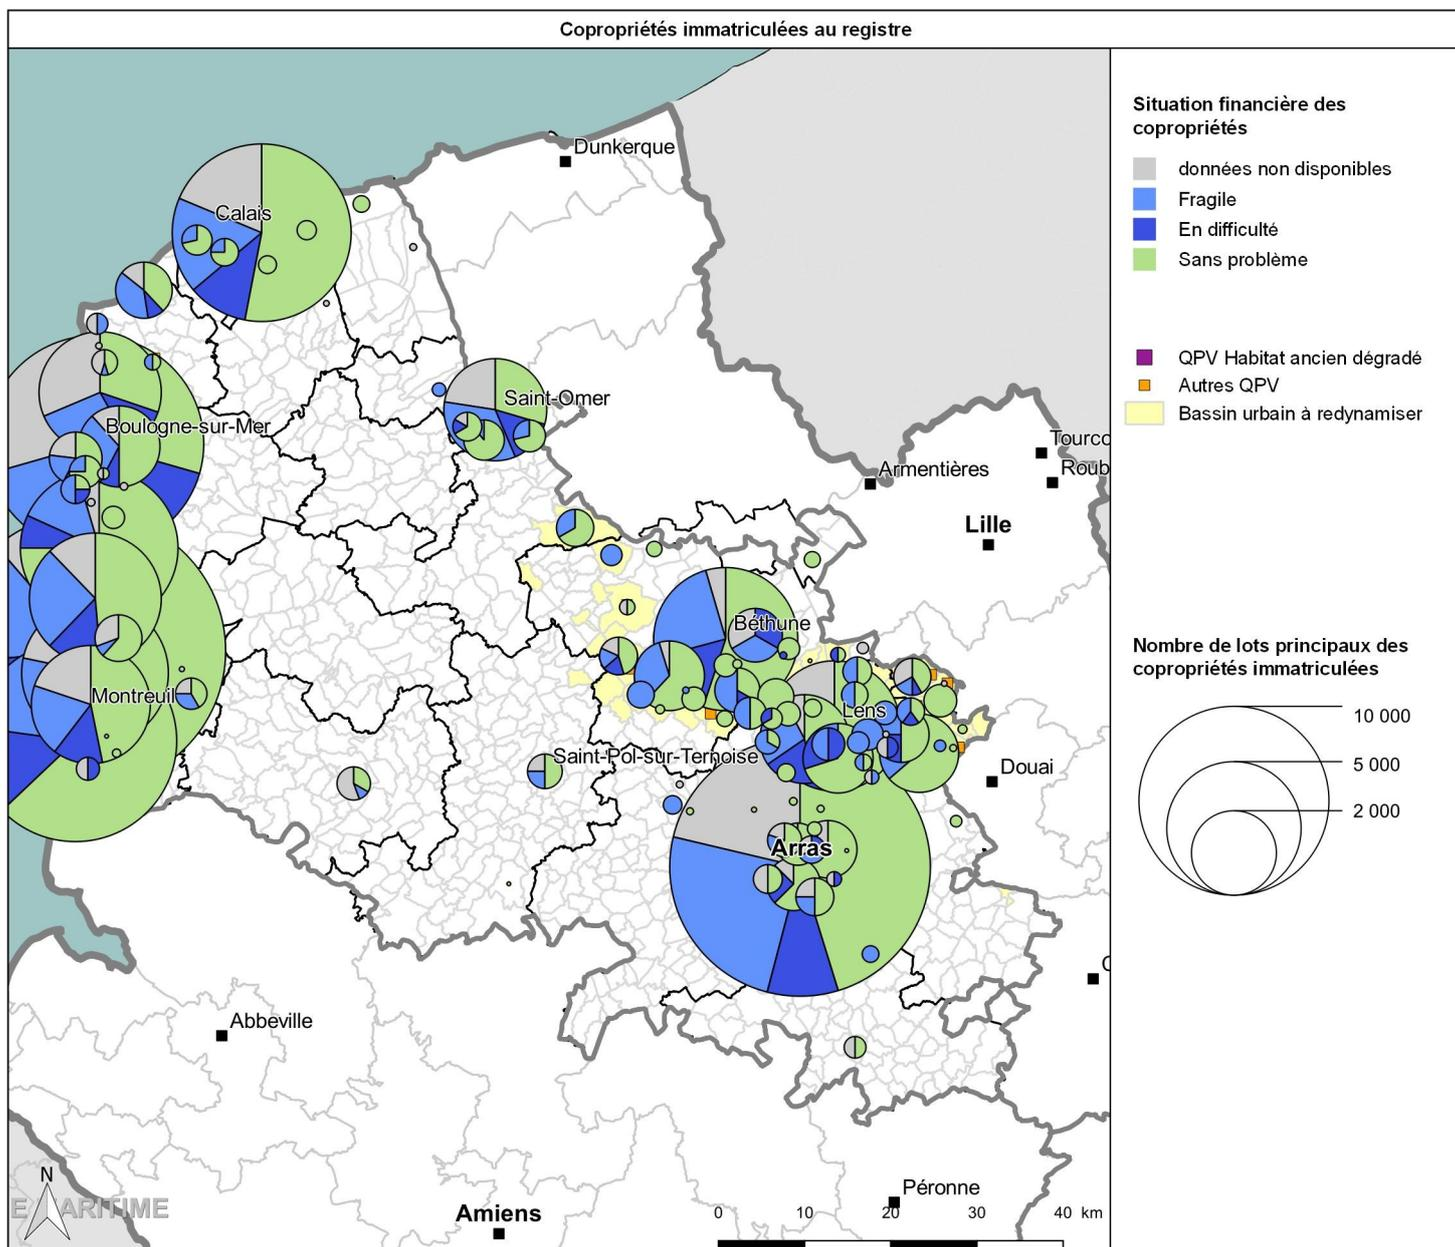 Copropriétés immatriculées au registre
Situation financière des
copropriétés
données non disponibles
Fragile
En difficulté
Sans problème
QPV Habitat ancien dégradé
Autres QPV
Bassin urbain à redynamiser
Nombre de lots principaux des
copropriétés immatriculées
10 000
5 000
2 000
Dunkerque
Calais
Saint-Omer
Boulogne-sur-Mer
Tourco
Roub
Armentières
Lille
Béthune
Montreuil
Lens
Saint-Pol-sur-Ternoise
Douai
Arras
C
Abbeville
N
E ARITIME
Péronne
Amiens
0 10 20 30 40 km